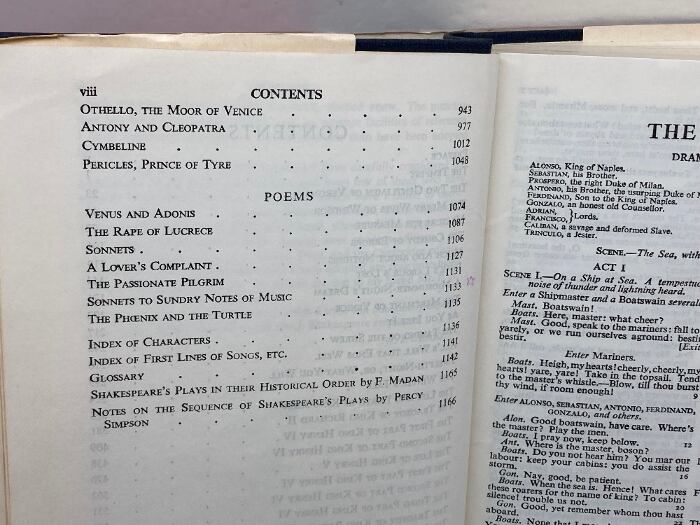 viii
CONTENTS
OTHELLO, THE MOOR OF VENICE . . . . . 943
ANTONY AND CLEOPATRA . . . . . 977
CYMBELINE . . . . . . 1012
PERICLES, PRINCE OF TYRE . . . . . 1048
POEMS
VENUS AND ADONIS . . . . . . 1074
THE RAPE OF LUCRECE . . . . . . 1087
SONNETS . . . . . . . 1106
A LOVER'S COMPLAINT . . . . . . 1127
THE PASSIONATE PILGRIM . . . . . 1131
SONNETS TO SUNDRY NOTES OF MUSIC . . . . 1133
THE PHŒNIX AND THE TURTLE . . . . . 1135
INDEX OF CHARACTERS . . . . . . 1136
INDEX OF FIRST LINES OF SONGS, ETC. . . . . 1141
GLOSSARY . . . . . . . 1142
SHAKESPEARE'S PLAYS IN THEIR HISTORICAL ORDER BY F. MADAN 1165
NOTES ON THE SEQUENCE OF SHAKESPEARE'S PLAYS BY PERCY
SIMPSON . . . . . . 1166
THE
DRAM
ALONSO, King of Naples.
SEBASTIAN, his Brother.
PROSPERO, the right Duke of Milan.
ANTONIO, his Brother, the usurping Duke of
FERDINAND, Son to the King of Naples.
GONZALO, an honest old Counsellor.
ADRIAN,
FRANCISCO, } Lords.
CALIBAN, a savage and deformed Slave.
TRINCULO, a Jester.
SCENE.—The Sea, with
ACT I
SCENE I.—On a Ship at Sea. A tempestuous
noise of thunder and lightning heard.
Enter a Shipmaster and a Boatswain severally
Mast. Boatswain!
Boats. Here, master: what cheer?
Mast. Good, speak to the mariners: fall to
yarely, or we run ourselves aground: bestir
bestir. [Exit
Enter Mariners.
Boats. Heigh, my hearts! cheerly, cheerly, my
hearts! yare, yare! Take in the topsail. Tend
to the master's whistle.—Blow, till thou burst
thy wind, if room enough! 9
Enter ALONSO, SEBASTIAN, ANTONIO, FERDINAND,
GONZALO, and others.
Alon. Good boatswain, have care. Where's
the master? Play the men.
Boats. I pray now, keep below. 12
Ant. Where is the master, boson?
Boats. Do you not hear him? You mar our
labour: keep your cabins: you do assist the
storm. 16
Gon. Nay, good, be patient.
Boats. When the sea is. Hence! What cares
these roarers for the name of king? To cabin:
silence! trouble us not. 20
Gon. Good, yet remember whom thou hast
aboard.
Boats. None that I